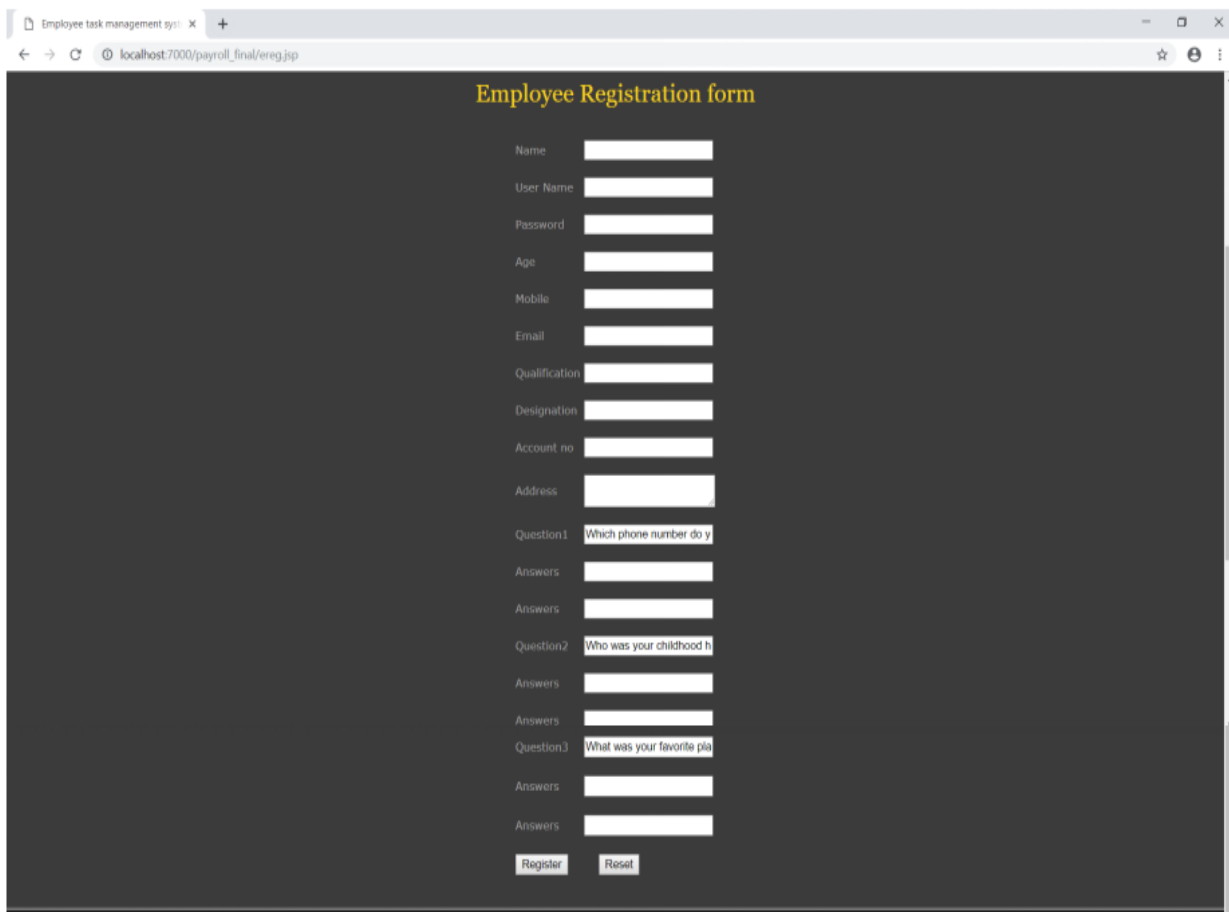 Employee task management syst
localhost:7000/payroll_final/ereg.jsp
Employee Registration form
Name
User Name
Password
Age
Mobile
Email
Qualification
Designation
Account no
Address
Question1 Which phone number do y
Answers
Answers
Question2 Who was your childhood h
Answers
Answers
Question3 What was your favorite pla
Answers
Answers
Register Reset